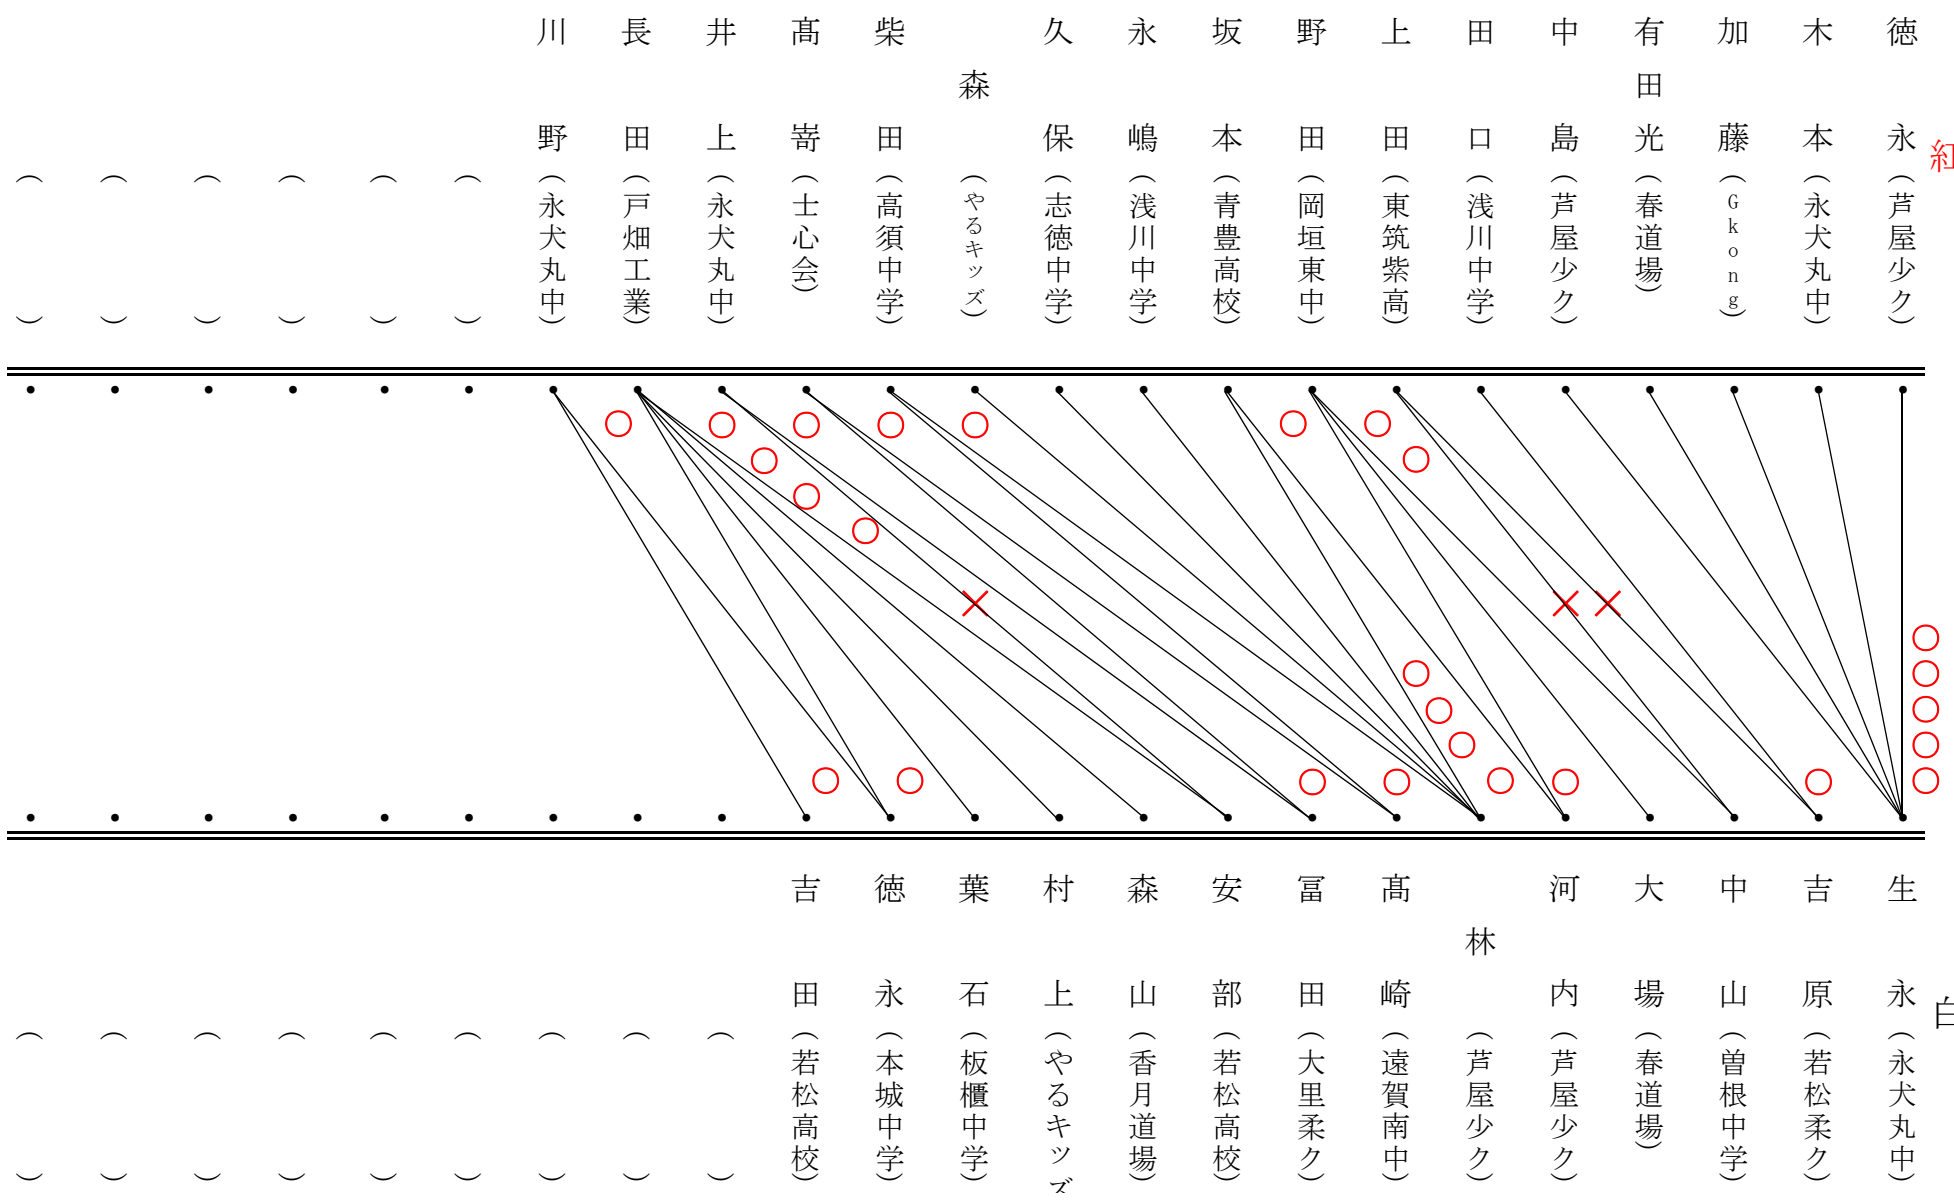 紅
徳永(芦屋少ク)
木本(永犬丸中)
加藤(Gkong)
有田光(春道場)
中島(芦屋少ク)
田口(浅川中学)
上田(東筑紫高)
野田(岡垣東中)
坂本(青豊高校)
永嶋(浅川中学)
久保(志徳中学)
森(やるキッズ)
柴田(高須中学)
髙嵜(士心会)
井上(永犬丸中)
長田(戸畑工業)
川野(永犬丸中)
( )
( )
( )
( )
( )
( )
白
生永(永犬丸中)
吉原(若松柔ク)
中山(曽根中学)
大場(春道場)
河内(芦屋少ク)
林(芦屋少ク)
髙崎(遠賀南中)
冨田(大里柔ク)
安部(若松高校)
森山(香月道場)
村上(やるキッズ
葉石(板櫃中学)
徳永(本城中学)
吉田(若松高校)
( )
( )
( )
( )
( )
( )
( )
( )
( )